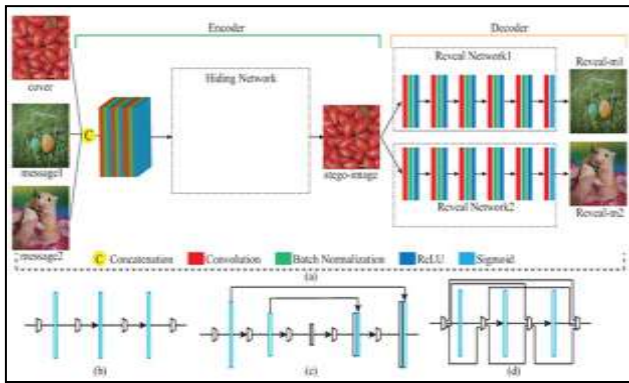 Encoder
Decoder
cover
message1
message2
C
Hiding Network
stego-image
Reveal Network1
Reveal Network2
Reveal-m1
Reveal-m2
C Concatenation Convolution Batch Normalization ReLU Sigmoid
(a)
(b)
(c)
(d)